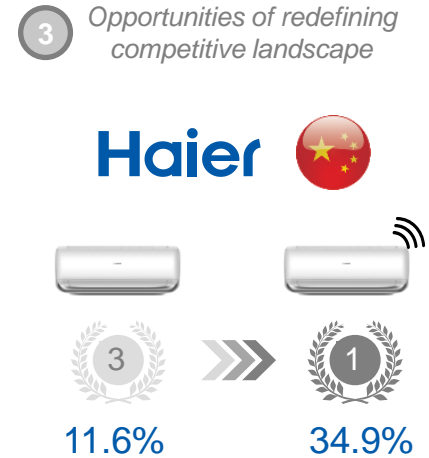 3
Opportunities of redefining
competitive landscape
Haier
3
1
11.6%
34.9%